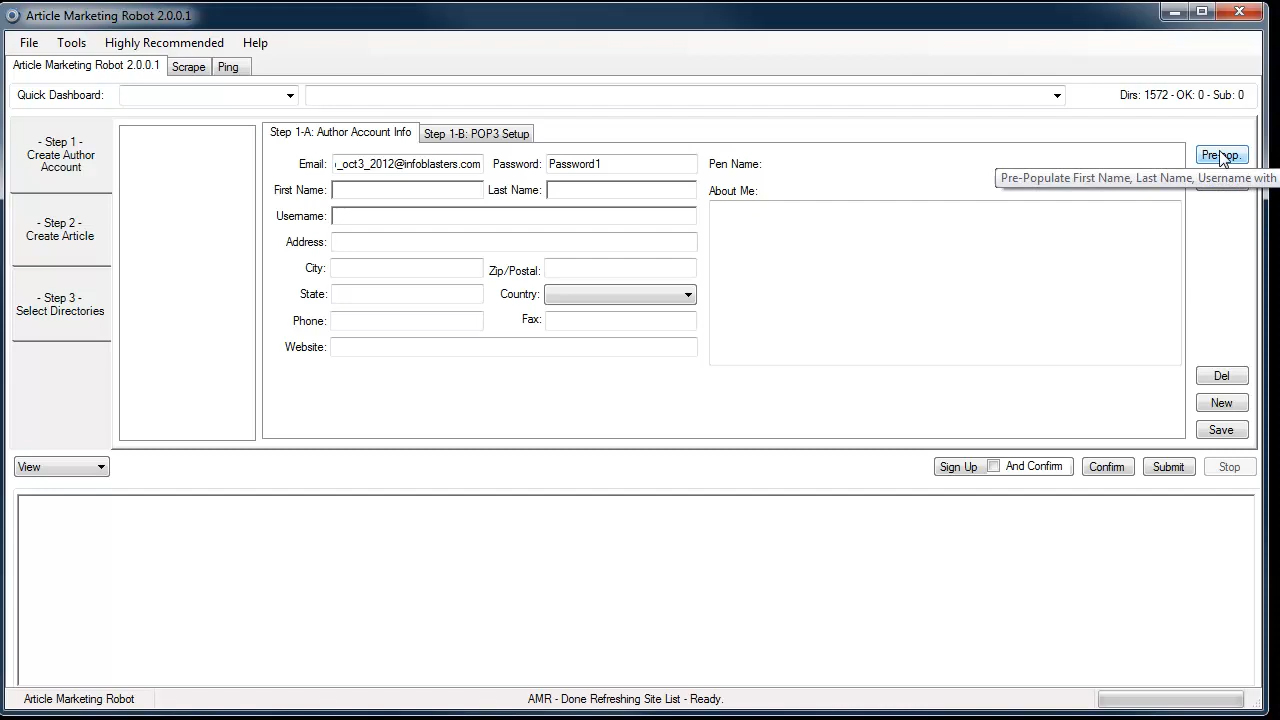 Article Marketing Robot 2.0.0.1
File Tools Highly Recommended Help
Article Marketing Robot 2.0.0.1 Scrape Ping
Quick Dashboard: Dirs: 1572 - OK: 0 - Sub: 0
- Step 1 -
Create Author
Account
- Step 2 -
Create Article
- Step 3 -
Select Directories
Step 1-A: Author Account Info Step 1-B: POP3 Setup
Email: _oct3_2012@infoblasters.com Password: Password1 Pen Name:
First Name: Last Name: About Me:
Username:
Address:
City: Zip/Postal:
State: Country:
Phone: Fax:
Website:
Pre-Populate First Name, Last Name, Username with
Del
New
Save
View Sign Up And Confirm Confirm Submit Stop
Article Marketing Robot AMR - Done Refreshing Site List - Ready.